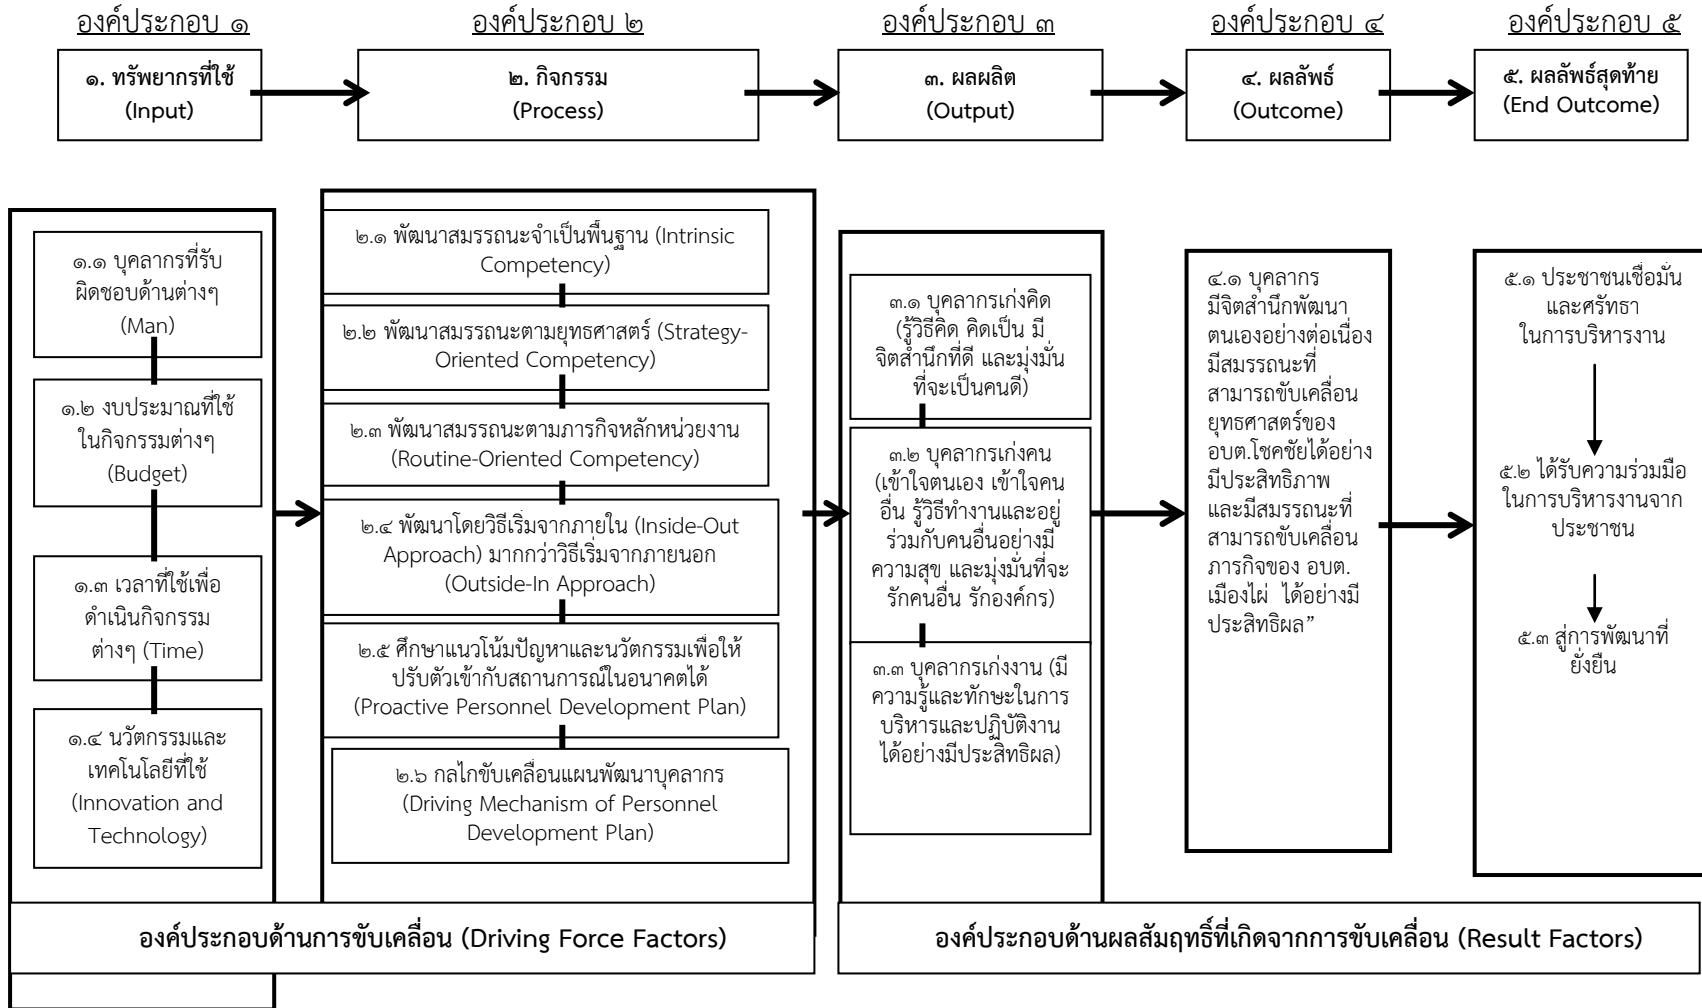 องค์ประกอบ ๑
องค์ประกอบ ๒
องค์ประกอบ ๓
องค์ประกอบ ๔
องค์ประกอบ ๕
๑. ทรัพยากรที่ใช้
(Input)
๒. กิจกรรม
(Process)
๓. ผลผลิต
(Output)
๔. ผลลัพธ์
(Outcome)
๕. ผลลัพธ์สุดท้าย
(End Outcome)
๑.๑ บุคลากรที่รับ
ผิดชอบด้านต่างๆ
(Man)
๑.๒ งบประมาณที่ใช้
ในกิจกรรมต่างๆ
(Budget)
๑.๓ เวลาที่ใช้เพื่อ
ดำเนินกิจกรรม
ต่างๆ (Time)
๑.๔ นวัตกรรมและ
เทคโนโลยีที่ใช้
(Innovation and
Technology)
๒.๑ พัฒนาสมรรถนะจำเป็นพื้นฐาน (Intrinsic
Competency)
๒.๒ พัฒนาสมรรถนะตามยุทธศาสตร์ (Strategy-
Oriented Competency)
๒.๓ พัฒนาสมรรถนะตามภารกิจหลักหน่วยงาน
(Routine-Oriented Competency)
๒.๔ พัฒนาโดยวิธีเริ่มจากภายใน (Inside-Out
Approach) มากกว่าวิธีเริ่มจากภายนอก
(Outside-In Approach)
๒.๕ ศึกษาแนวโน้มปัญหาและนวัตกรรมเพื่อให้
ปรับตัวเข้ากับสถานการณ์ในอนาคตได้
(Proactive Personnel Development Plan)
๒.๖ กลไกขับเคลื่อนแผนพัฒนาบุคลากร
(Driving Mechanism of Personnel
Development Plan)
๓.๑ บุคลากรเก่งคิด
(รู้วิธีคิด คิดเป็น มี
จิตสำนึกที่ดี และมุ่งมั่น
ที่จะเป็นคนดี)
๓.๒ บุคลากรเก่งคน
(เข้าใจตนเอง เข้าใจคน
อื่น รู้วิธีทำงานและอยู่
ร่วมกับคนอื่นอย่างมี
ความสุข และมุ่งมั่นที่จะ
รักคนอื่น รักองค์กร)
๓.๓ บุคลากรเก่งงาน (มี
ความรู้และทักษะในการ
บริหารและปฏิบัติงาน
ได้อย่างมีประสิทธิผล)
๔.๑ บุคลากร
มีจิตสำนึกพัฒนา
ตนเองอย่างต่อเนื่อง
มีสมรรถนะที่
สามารถขับเคลื่อน
ยุทธศาสตร์ของ
อบต.โชคชัยได้อย่าง
มีประสิทธิภาพ
และมีสมรรถนะที่
สามารถขับเคลื่อน
ภารกิจของ อบต.
เมืองไผ่ ได้อย่างมี
ประสิทธิผล”
๕.๑ ประชาชนเชื่อมั่น
และศรัทธา
ในการบริหารงาน
๕.๒ ได้รับความร่วมมือ
ในการบริหารงานจาก
ประชาชน
๕.๓ สู่การพัฒนาที่
ยั่งยืน
องค์ประกอบด้านการขับเคลื่อน (Driving Force Factors)
องค์ประกอบด้านผลสัมฤทธิ์ที่เกิดจากการขับเคลื่อน (Result Factors)